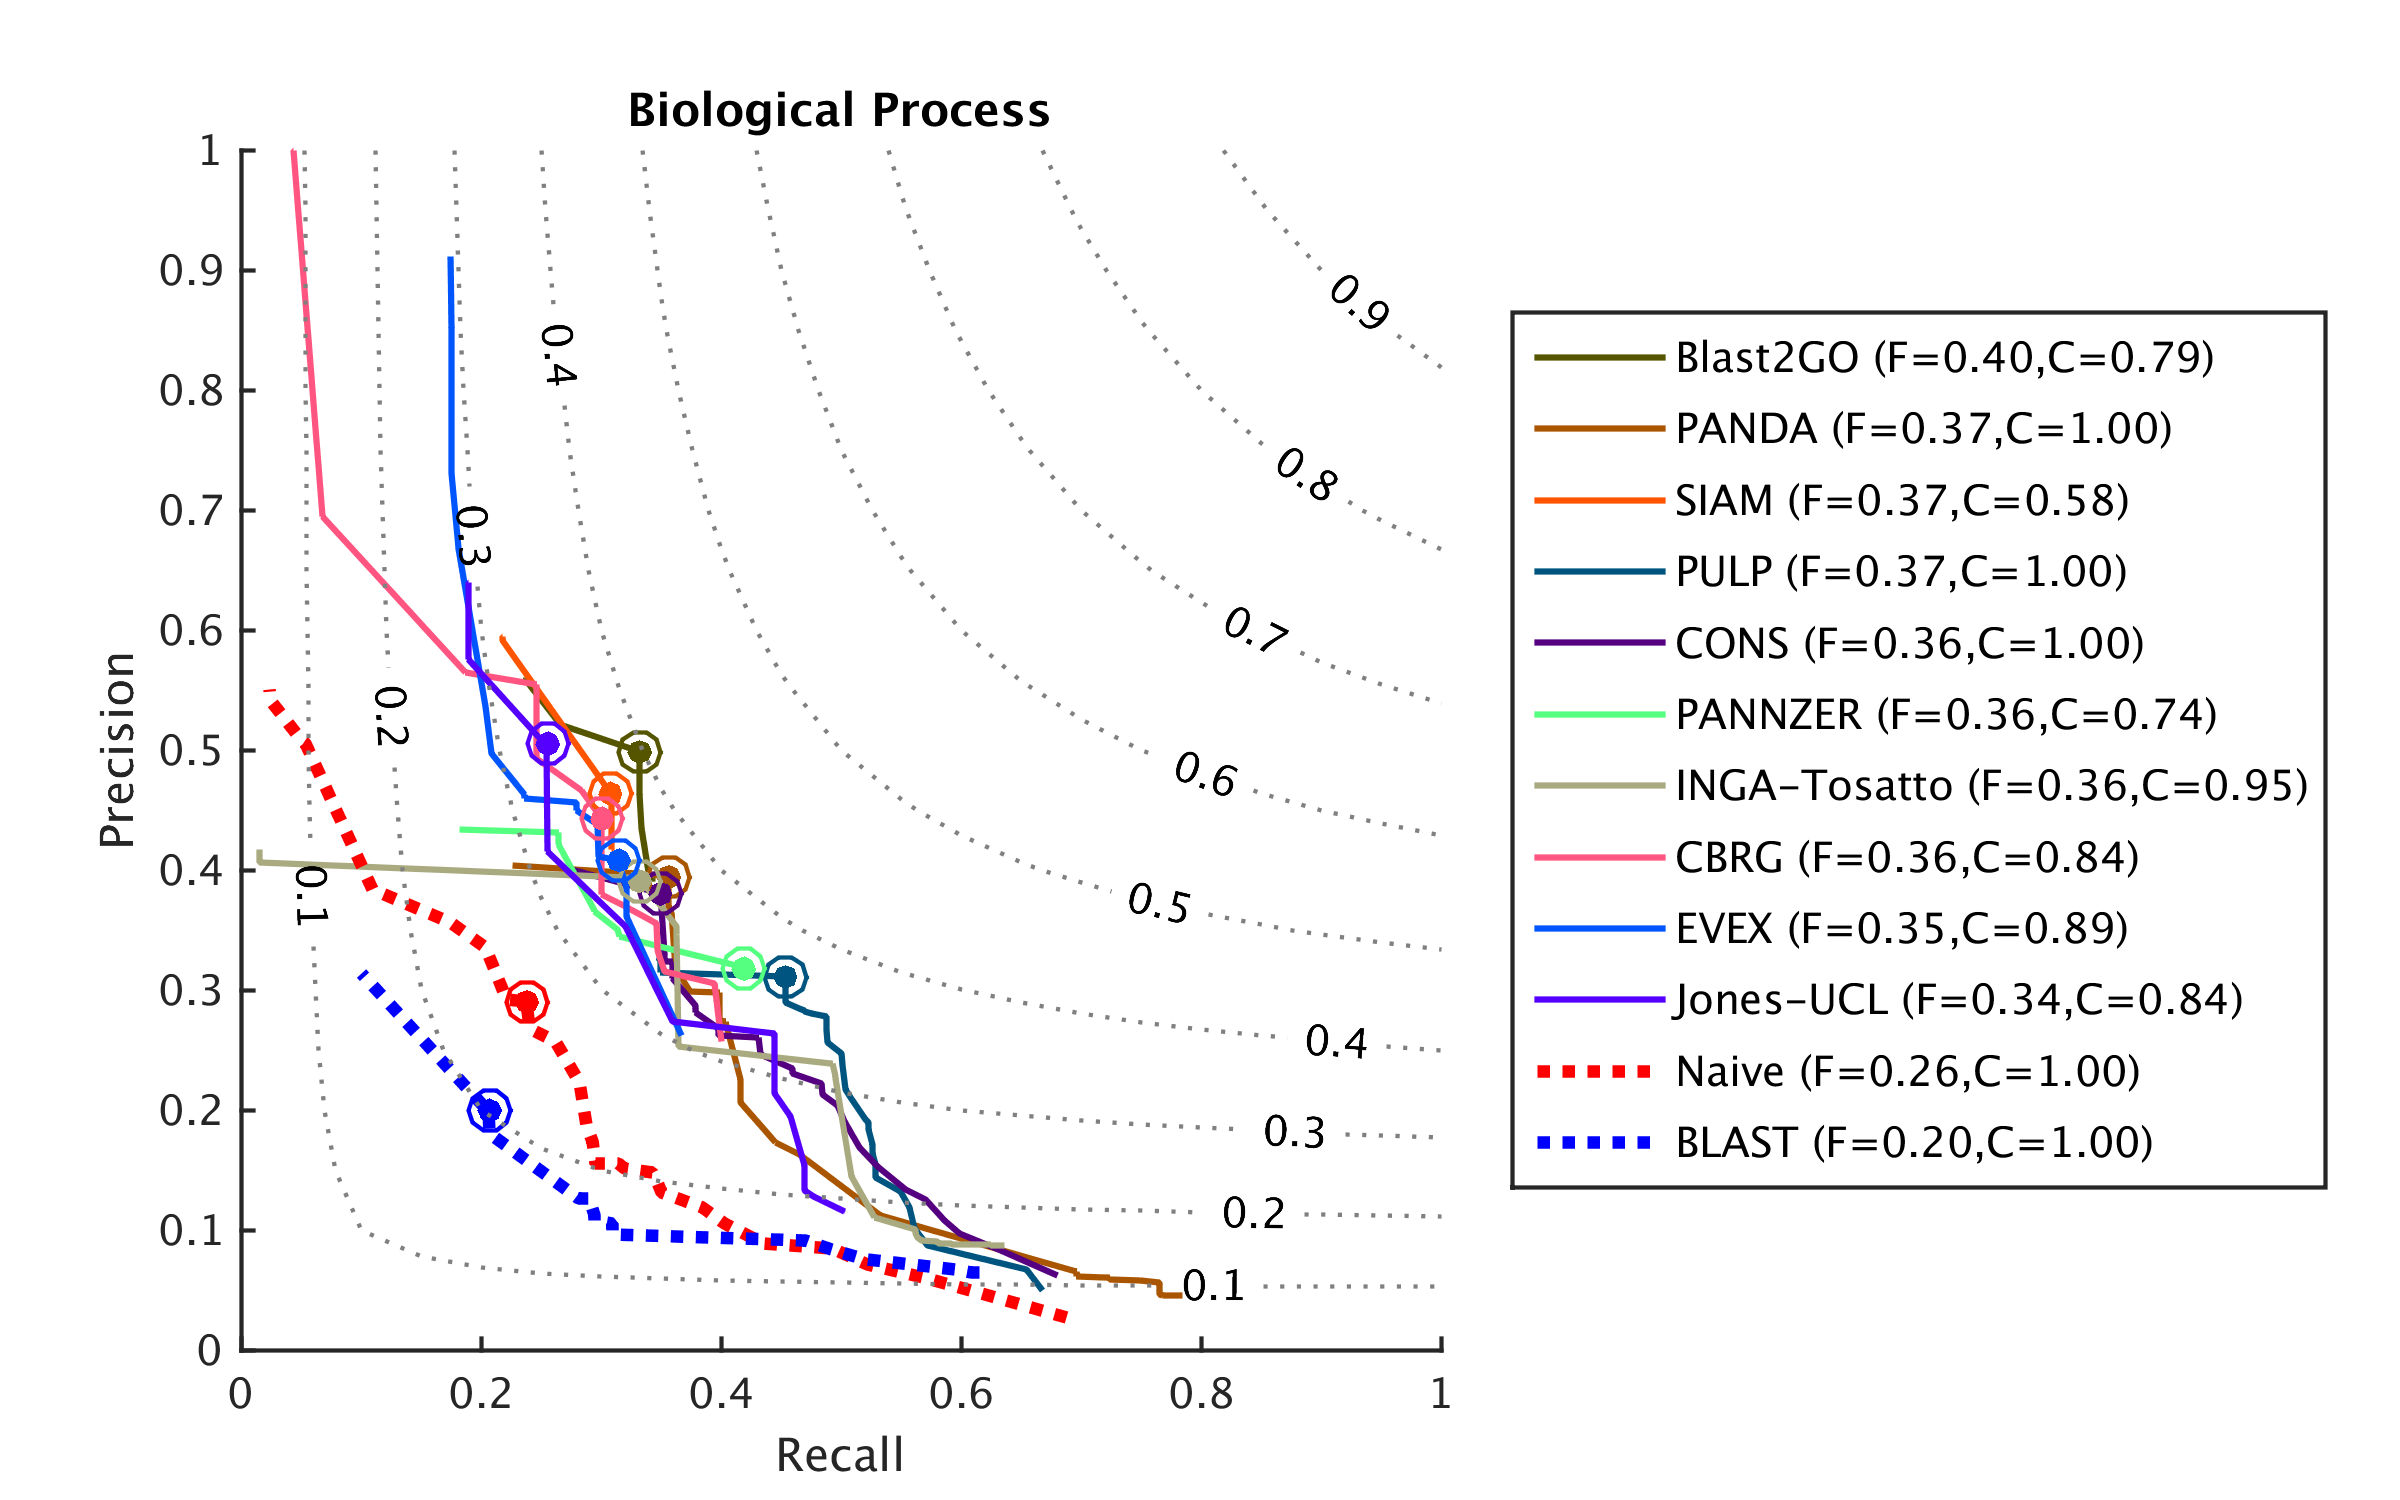 Biological Process
1
0.9
0.8
0.7
0.6
0.5
0.4
0.3
0.2
0.1
0
Precision
0 0.2 0.4 0.6 0.8 1
Recall
0.1
0.2
0.3
0.4
0.9
0.8
0.7
0.6
0.5
0.4
0.3
0.2
0.1
Blast2GO (F=0.40,C=0.79)
PANDA (F=0.37,C=1.00)
SIAM (F=0.37,C=0.58)
PULP (F=0.37,C=1.00)
CONS (F=0.36,C=1.00)
PANNZER (F=0.36,C=0.74)
INGA-Tosatto (F=0.36,C=0.95)
CBRG (F=0.36,C=0.84)
EVEX (F=0.35,C=0.89)
Jones-UCL (F=0.34,C=0.84)
Naive (F=0.26,C=1.00)
BLAST (F=0.20,C=1.00)